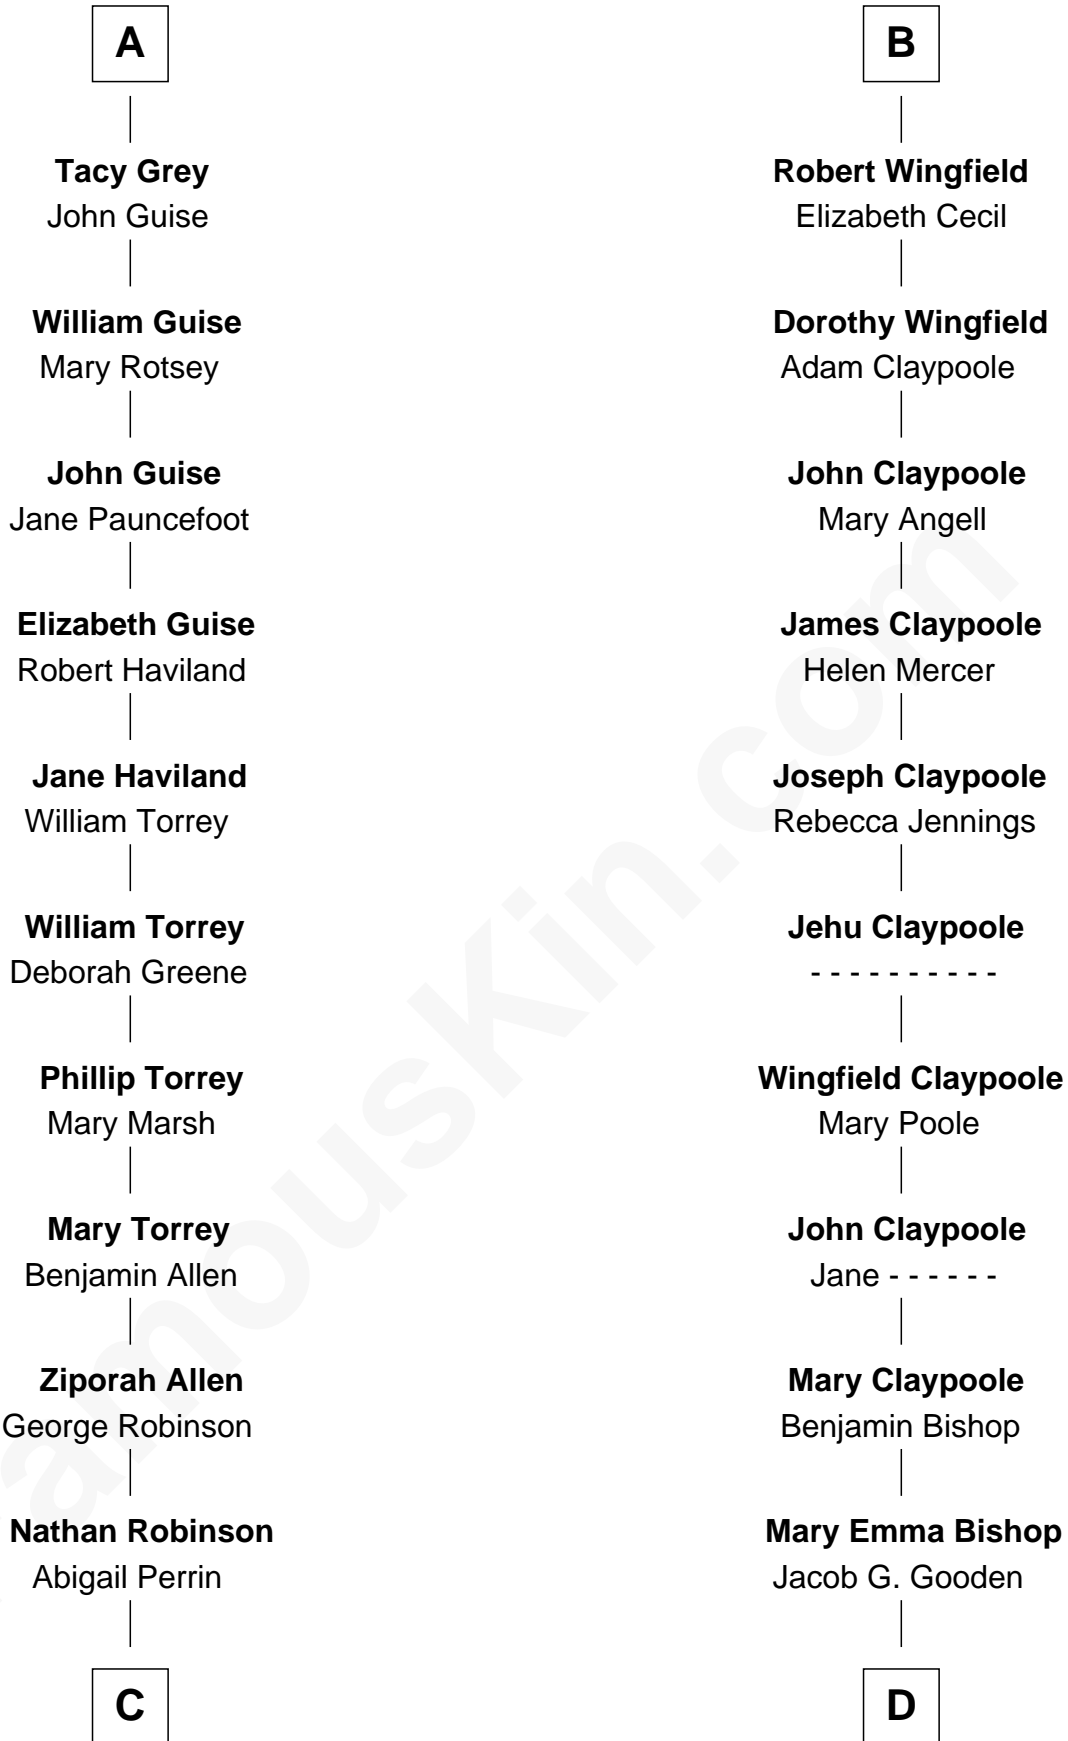 A
Tacy Grey
John Guise
William Guise
Mary Rotsey
John Guise
Jane Pauncefoot
Elizabeth Guise
Robert Haviland
Jane Haviland
William Torrey
William Torrey
Deborah Greene
Phillip Torrey
Mary Marsh
Mary Torrey
Benjamin Allen
Ziporah Allen
George Robinson
Nathan Robinson
Abigail Perrin
C
B
Robert Wingfield
Elizabeth Cecil
Dorothy Wingfield
Adam Claypoole
John Claypoole
Mary Angell
James Claypoole
Helen Mercer
Joseph Claypoole
Rebecca Jennings
Jehu Claypoole
- - - - - - - - - -
Wingfield Claypoole
Mary Poole
John Claypoole
Jane - - - - - -
Mary Claypoole
Benjamin Bishop
Mary Emma Bishop
Jacob G. Gooden
D
amousKin.com